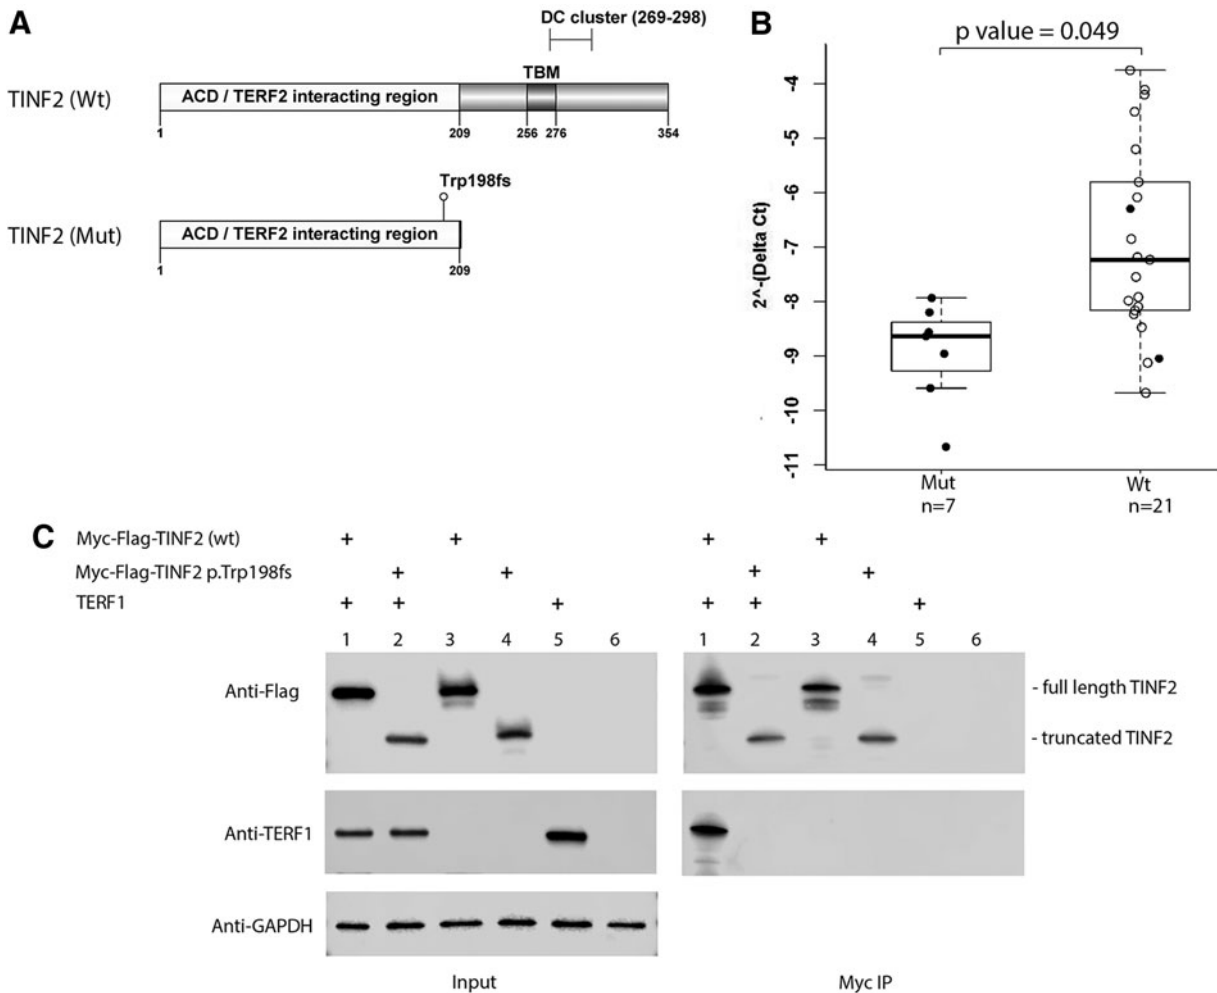 A
DC cluster (269-298)
TBM
TINF2 (Wt)
ACD / TERF2 interacting region
1 209 256 276 354
Trp198fs
TINF2 (Mut)
ACD / TERF2 interacting region
1 209
B
p value = 0.049
2^-(Delta Ct)
-4
-5
-6
-7
-8
-9
-10
-11
Mut Wt
n=7 n=21
C
Myc-Flag-TINF2 (wt) + + + +
Myc-Flag-TINF2 p.Trp198fs + + + +
TERF1 + + + + + +
1 2 3 4 5 6 1 2 3 4 5 6
Anti-Flag - full length TINF2
- truncated TINF2
Anti-TERF1
Anti-GAPDH
Input Myc IP